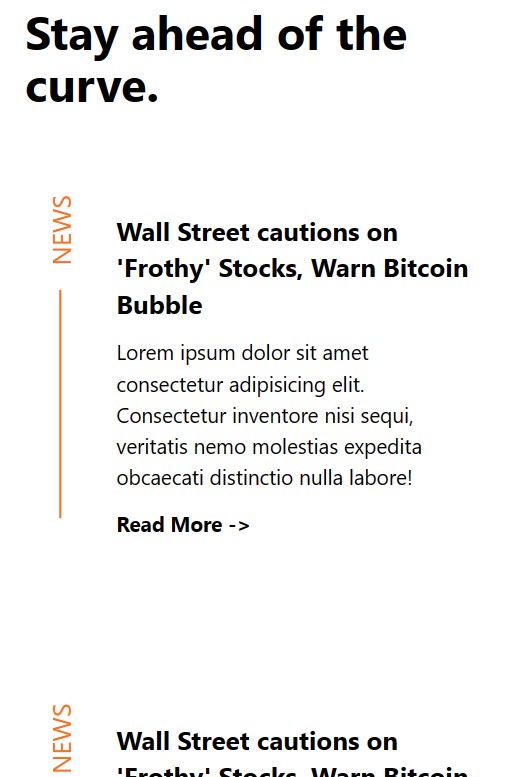 Stay ahead of the
curve.
NEWS
Wall Street cautions on
'Frothy' Stocks, Warn Bitcoin
Bubble
Lorem ipsum dolor sit amet
consectetur adipisicing elit.
Consectetur inventore nisi sequi,
veritatis nemo molestias expedita
obcaecati distinctio nulla labore!
Read More ->
NEWS
Wall Street cautions on
'Frothy' Stocks, Warn Bitcoin